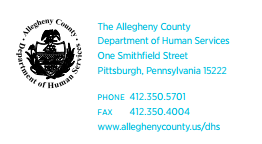 Allegheny County
Department of Human Services
The Allegheny County
Department of Human Services
One Smithfield Street
Pittsburgh, Pennsylvania 15222
PHONE 412.350.5701
FAX 412.350.4004
www.alleghenycounty.us/dhs